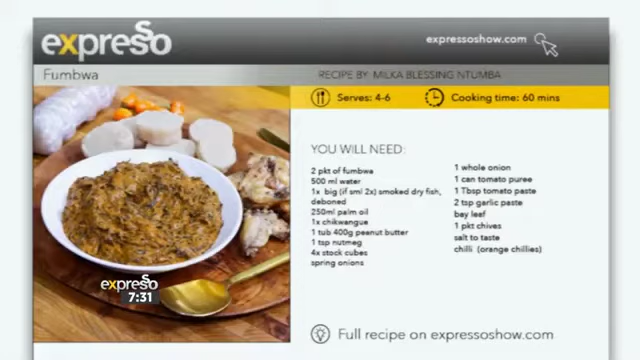 expresso
expressoshow.com
Fumbwa
RECIPE BY: MILKA BLESSING NTUMBA
Serves: 4-6
Cooking time: 60 mins
YOU WILL NEED:
2 pkt of fumbwa
500 ml water
1x big (if sml 2x) smoked dry fish,
deboned
250ml palm oil
1x chikwangue
1 tub 400g peanut butter
1 tsp nutmeg
4x stock cubes
spring onions
1 whole onion
1 can tomato puree
1 Tbsp tomato paste
2 tsp garlic paste
bay leaf
1 pkt chives
salt to taste
chilli (orange chillies)
expresso
7:31
Full recipe on expressoshow.com